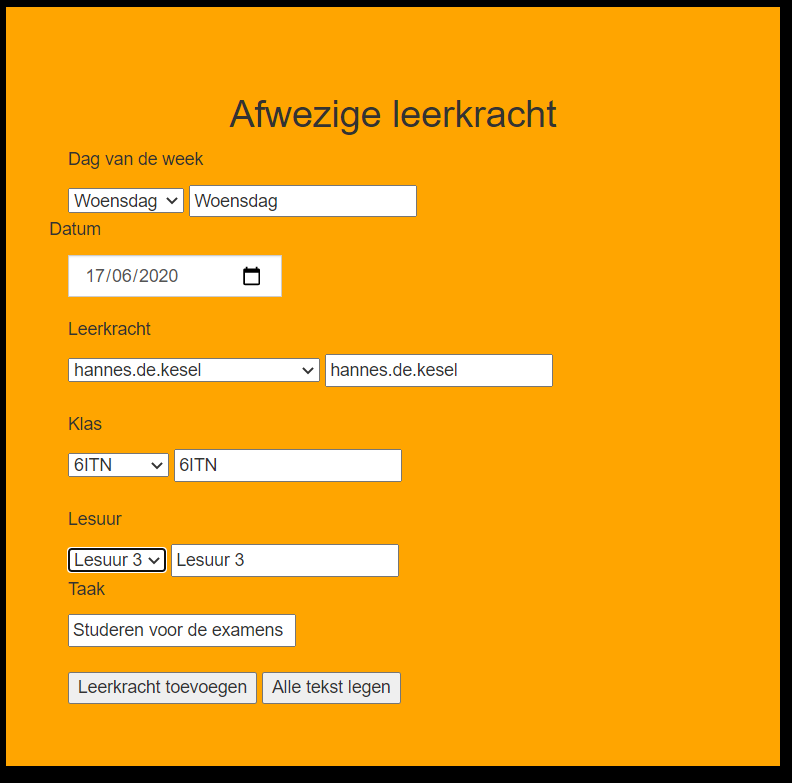 Afwezige leerkracht
Dag van de week
Woensdag Woensdag
Datum
17/06/2020
Leerkracht
hannes.de.kesel hannes.de.kesel
Klas
6ITN 6ITN
Lesuur
Lesuur 3 Lesuur 3
Taak
Studeren voor de examens
Leerkracht toevoegen Alle tekst legen